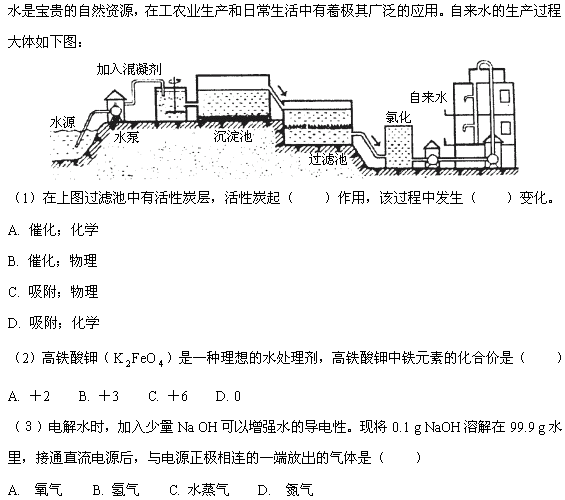 水是宝贵的自然资源，在工农业生产和日常生活中有着极其广泛的应用。自来水的生产过程
大体如下图：
加入混凝剂
水源
水泵
沉淀池
过滤池
氯化
自来水
（1）在上图过滤池中有活性炭层，活性炭起（　　）作用，该过程中发生（　　）变化。
A. 催化；化学
B. 催化；物理
C. 吸附；物理
D. 吸附；化学
（2）高铁酸钾（K₂FeO₄）是一种理想的水处理剂，高铁酸钾中铁元素的化合价是（　　）
A. ＋2　　B. ＋3　　C. ＋6　　D. 0
（３）电解水时，加入少量 Na OH 可以增强水的导电性。现将 0.1 g NaOH 溶解在 99.9 g 水
里，接通直流电源后，与电源正极相连的一端放出的气体是（　　）
A.　氧气　　B. 氢气　　C. 水蒸气　　D.　氮气